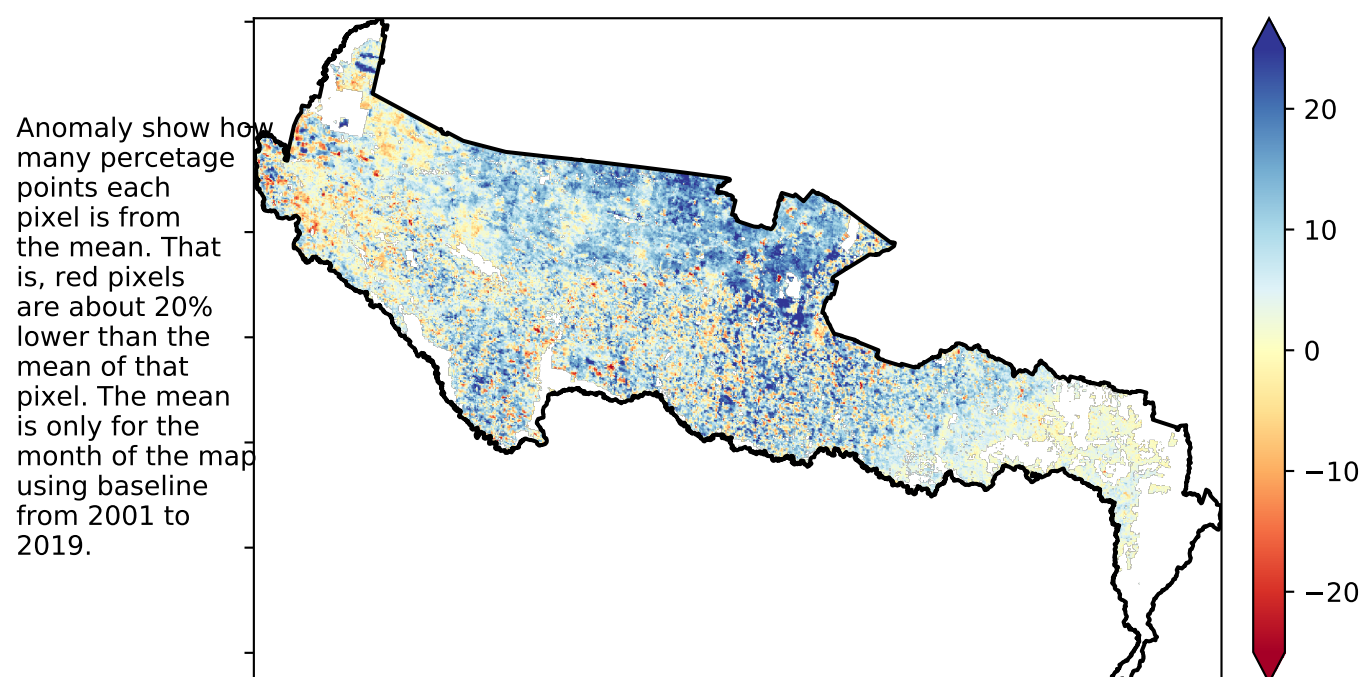 Anomaly show how
many percetage
points each
pixel is from
the mean. That
is, red pixels
are about 20%
lower than the
mean of that
pixel. The mean
is only for the
month of the map
using baseline
from 2001 to
2019.
20
10
0
−10
−20